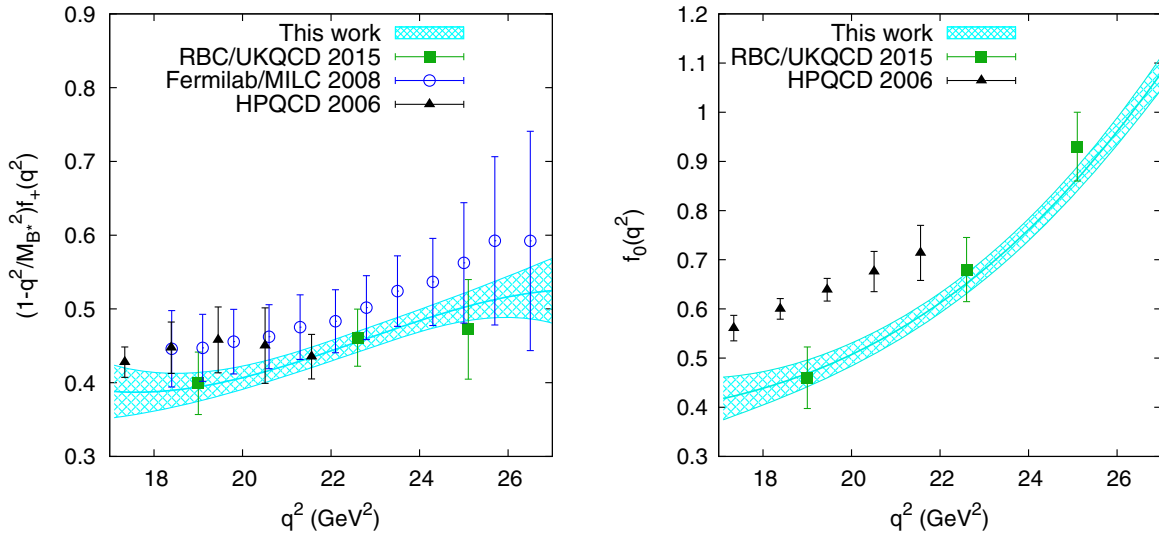 0.9
0.8
0.7
0.6
0.5
0.4
0.3
(1-q²/M_B*²)f₊(q²)
This work
RBC/UKQCD 2015
Fermilab/MILC 2008
HPQCD 2006
18 20 22 24 26
q² (GeV²)
1.2
1.1
1
0.9
0.8
0.7
0.6
0.5
0.4
0.3
f₀(q²)
This work
RBC/UKQCD 2015
HPQCD 2006
18 20 22 24 26
q² (GeV²)